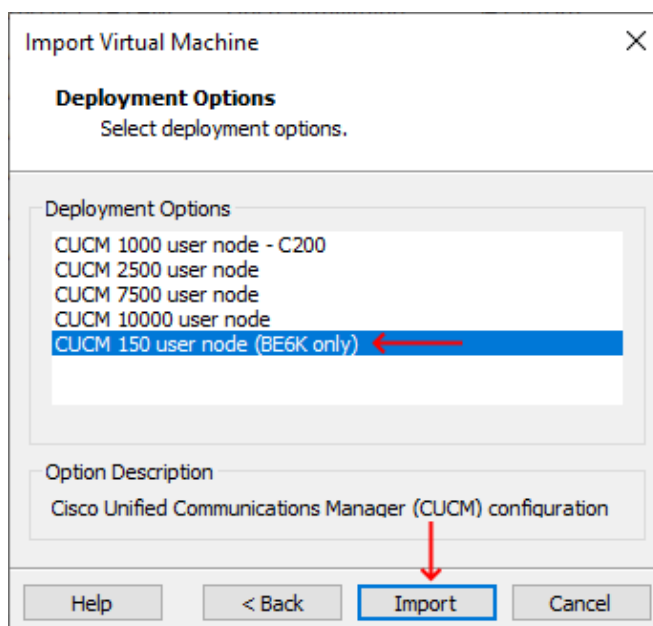 Import Virtual Machine
Deployment Options
Select deployment options.
Deployment Options
CUCM 1000 user node - C200
CUCM 2500 user node
CUCM 7500 user node
CUCM 10000 user node
CUCM 150 user node (BE6K only)
Option Description
Cisco Unified Communications Manager (CUCM) configuration
Help
< Back
Import
Cancel